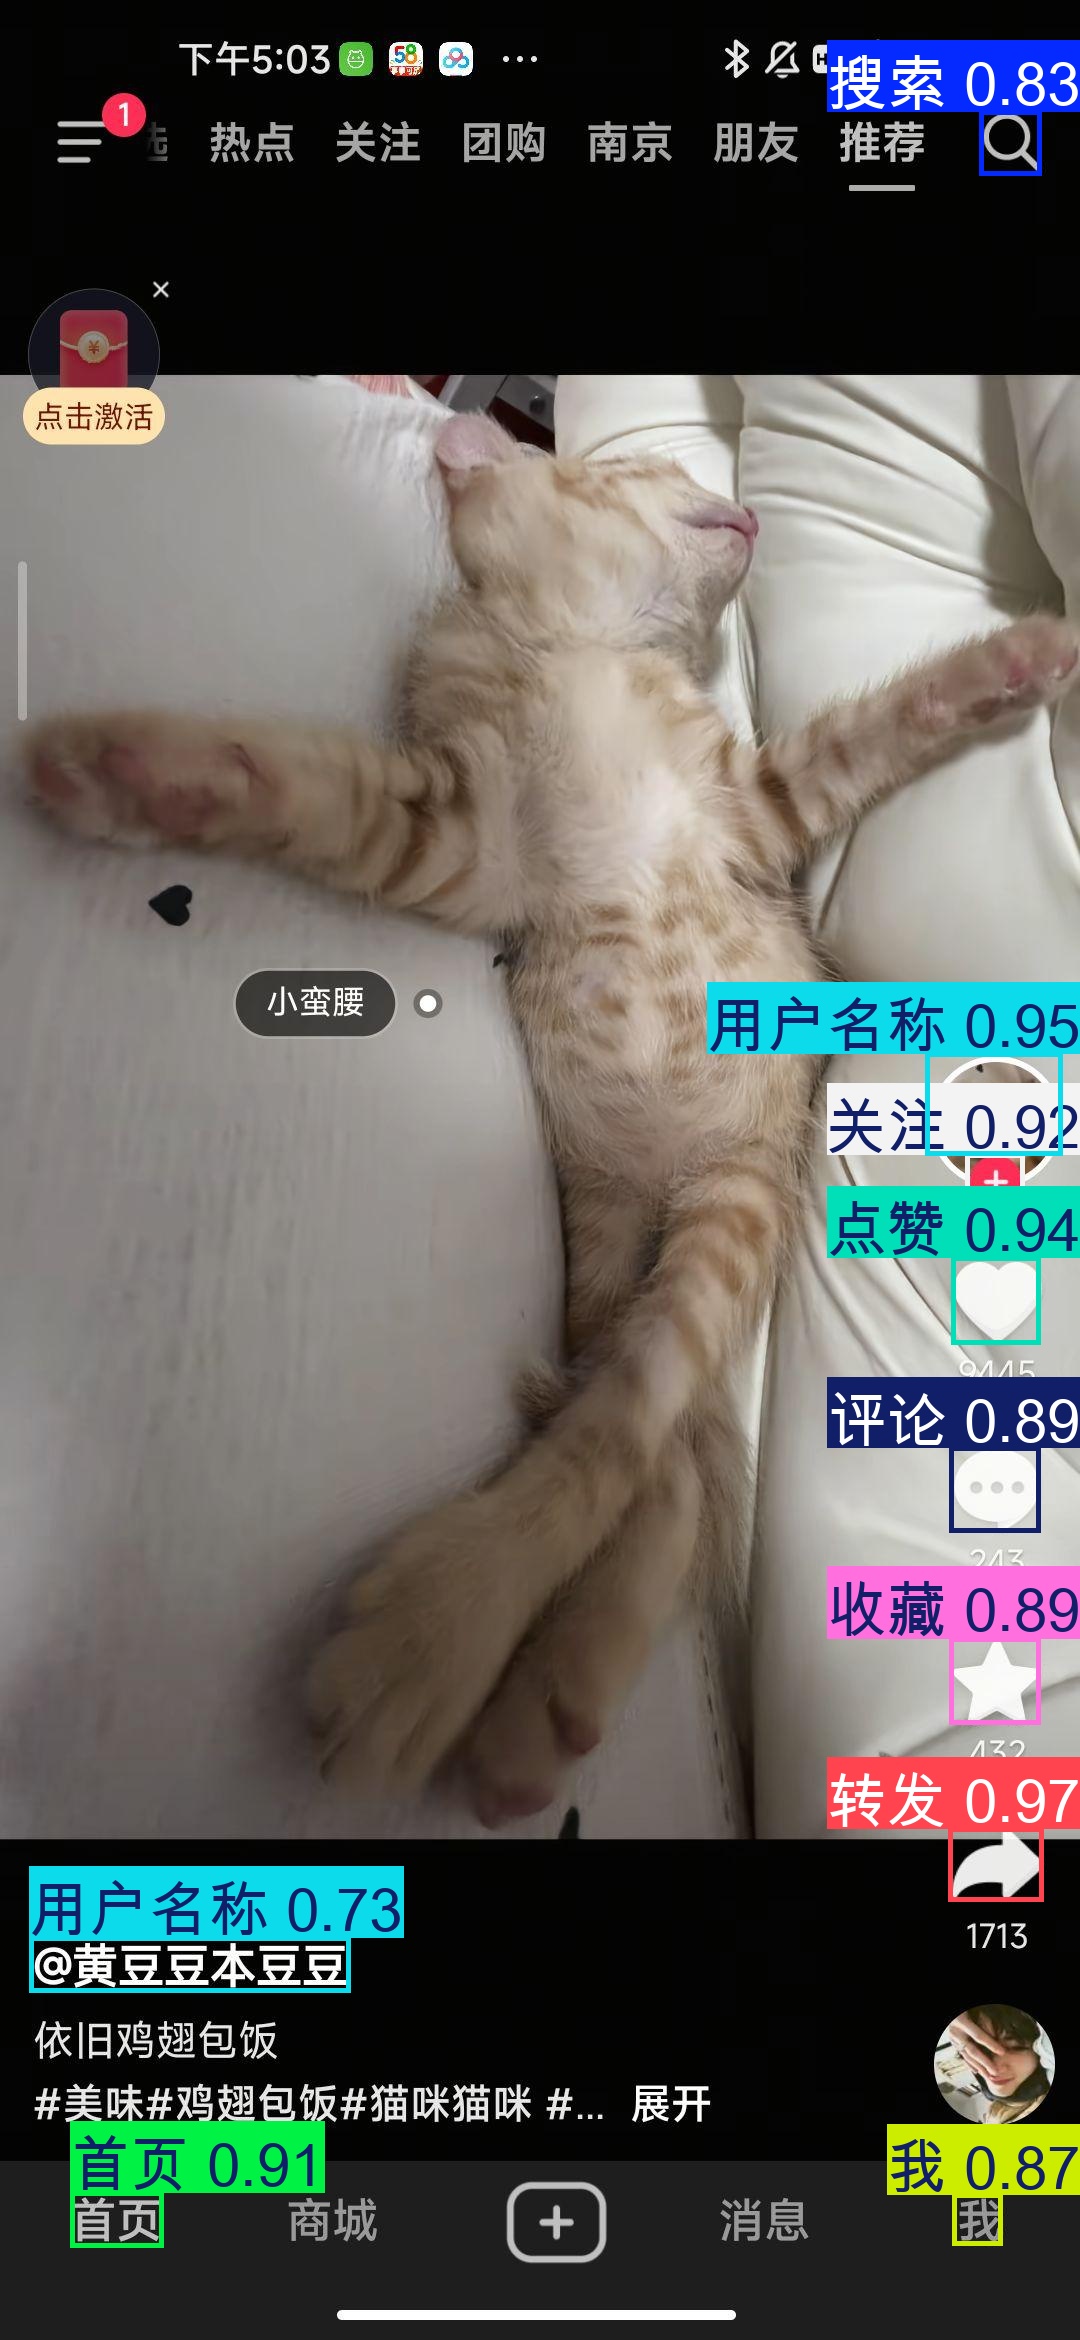 下午5:03
58
搜索 0.83
1
热点 关注 团购 南京 朋友 推荐
点击激活
小蛮腰
用户名称 0.95
关注 0.92
点赞 0.94
9445
评论 0.89
243
收藏 0.89
432
转发 0.97
1713
用户名称 0.73
@黄豆豆本豆豆
依旧鸡翅包饭
#美味#鸡翅包饭#猫咪猫咪 #... 展开
首页 0.91
我 0.87
首页 商城 消息 我